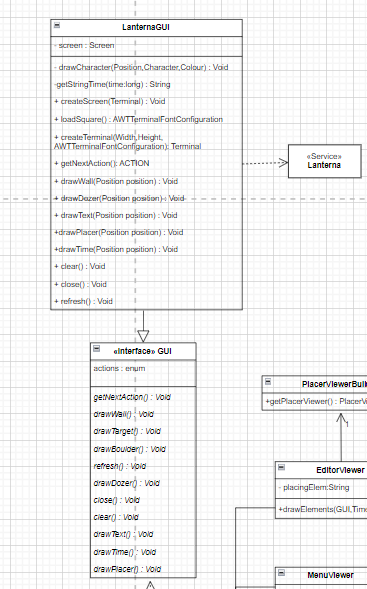 LanternaGUI
- screen : Screen
- drawCharacter(Position,Character,Colour) : Void
-getStringTime(time:long) : String
+ createScreen(Terminal) : Void
+ loadSquare() : AWTTerminalFontConfiguration
+ createTerminal(Width,Height,
AWTTerminalFontConfiguration): Terminal
+ getNextAction(): ACTION
+ drawWall(Position position) : Void
+ drawDozer(Position position) : Void
+ drawText(Position position) : Void
+drawPlacer(Position position) : Void
+drawTime(Position position) : Void
+ clear() : Void
+ close() : Void
+ refresh() : Void
«Service»
Lanterna
«Interface» GUI
actions : enum
getNextAction() : Void
drawWall() : Void
drawTarget() : Void
drawBoulder() : Void
refresh() : Void
drawDozer() : Void
close() : Void
clear() : Void
drawText() : Void
drawTime() : Void
drawPlacer() : Void
PlacerViewerBuil
+getPlacerViewer() : PlacerVi
1
EditorViewer
- placingElem:String
+drawElements(GUI,Time
MenuViewer